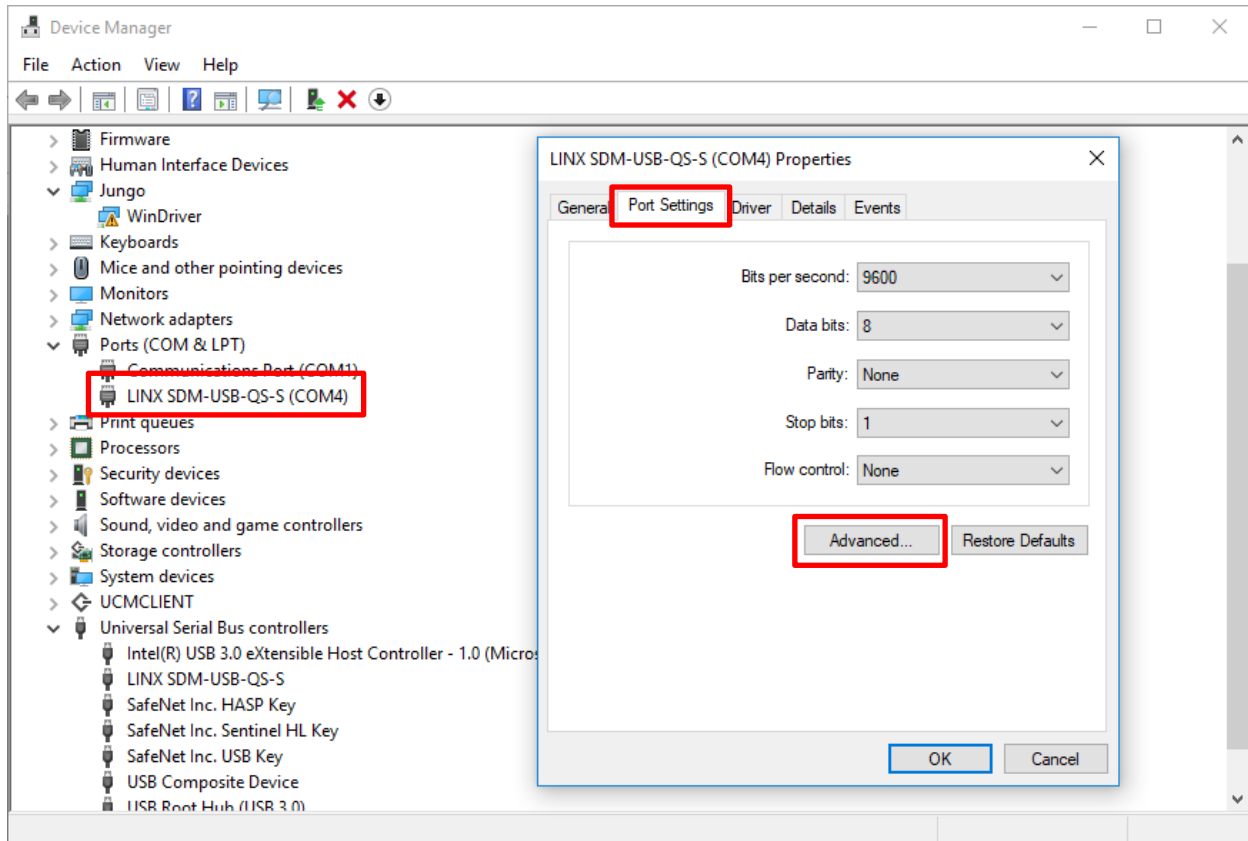 Device Manager
File Action View Help
Firmware
Human Interface Devices
Jungo
WinDriver
Keyboards
Mice and other pointing devices
Monitors
Network adapters
Ports (COM & LPT)
Communications Port (COM1)
LINX SDM-USB-QS-S (COM4)
Print queues
Processors
Security devices
Software devices
Sound, video and game controllers
Storage controllers
System devices
UCMCLIENT
Universal Serial Bus controllers
Intel(R) USB 3.0 eXtensible Host Controller - 1.0 (Micros
LINX SDM-USB-QS-S
SafeNet Inc. HASP Key
SafeNet Inc. Sentinel HL Key
SafeNet Inc. USB Key
USB Composite Device
USB Root Hub (USB 3.0)
LINX SDM-USB-QS-S (COM4) Properties
General Port Settings Driver Details Events
Bits per second: 9600
Data bits: 8
Parity: None
Stop bits: 1
Flow control: None
Advanced... Restore Defaults
OK Cancel